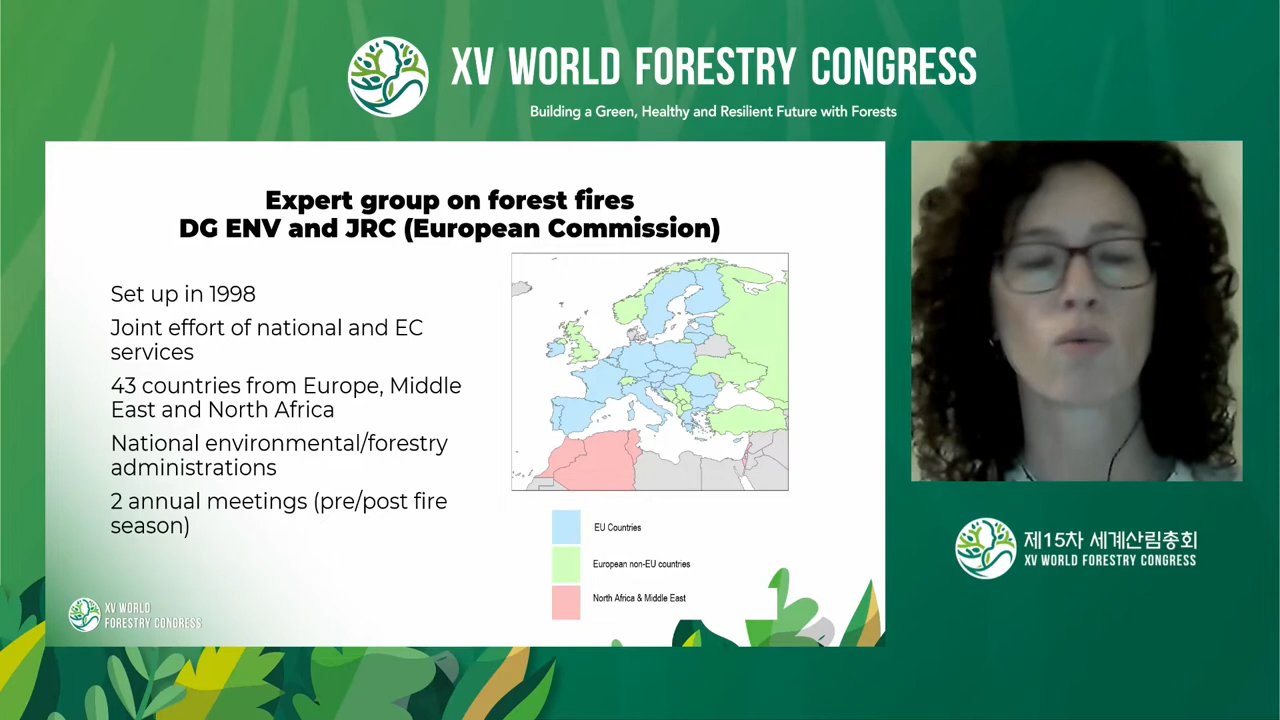 XV WORLD FORESTRY CONGRESS
Building a Green, Healthy and Resilient Future with Forests
Expert group on forest fires
DG ENV and JRC (European Commission)
Set up in 1998
Joint effort of national and EC
services
43 countries from Europe, Middle
East and North Africa
National environmental/forestry
administrations
2 annual meetings (pre/post fire
season)
EU Countries
European non-EU countries
North Africa & Middle East
XV WORLD
FORESTRY CONGRESS
제15차 세계산림총회
XV WORLD FORESTRY CONGRESS